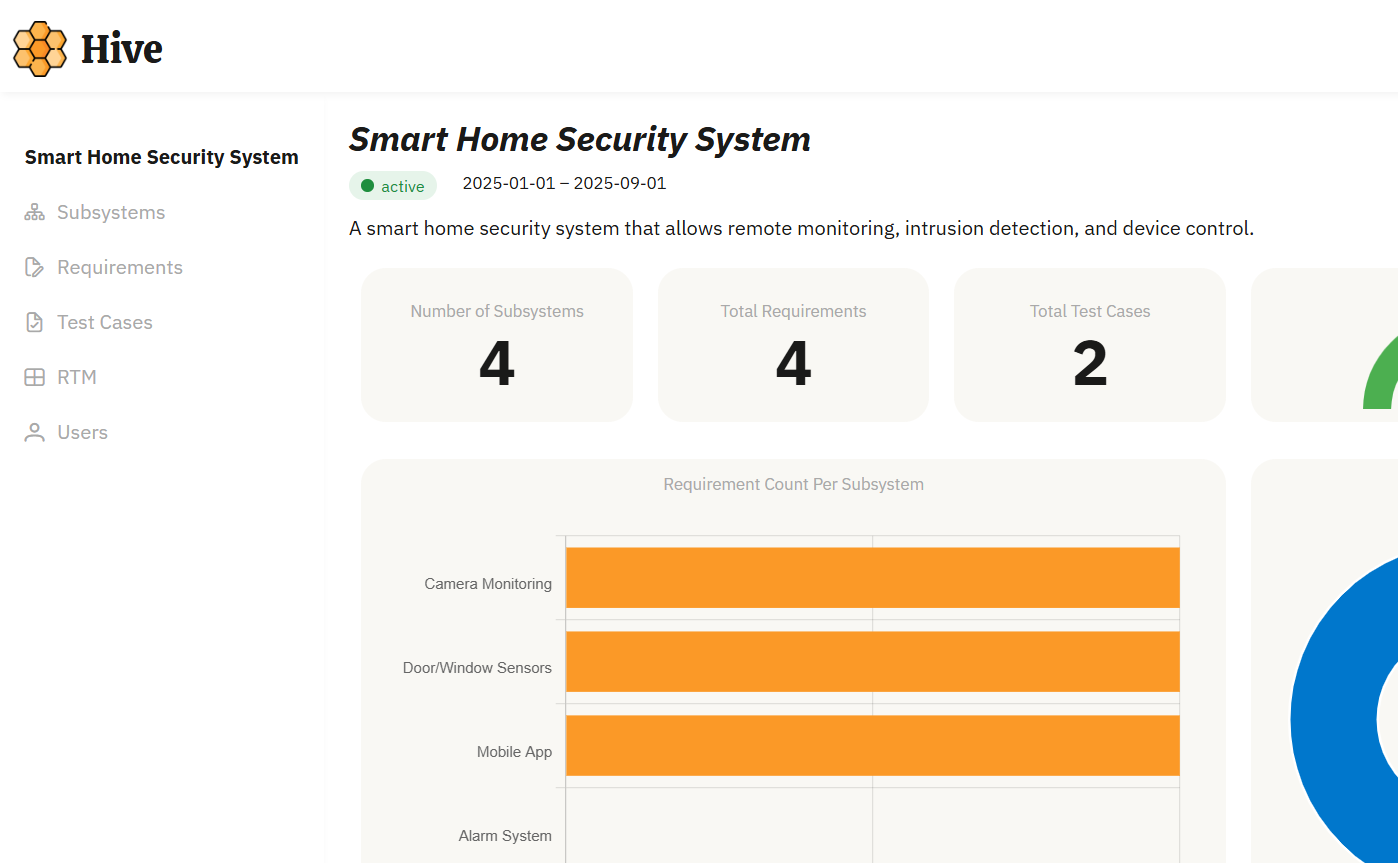 Hive
Smart Home Security System
Subsystems
Requirements
Test Cases
RTM
Users
Smart Home Security System
active
2025-01-01 – 2025-09-01
A smart home security system that allows remote monitoring, intrusion detection, and device control.
Number of Subsystems
4
Total Requirements
4
Total Test Cases
2
Requirement Count Per Subsystem
Camera Monitoring
Door/Window Sensors
Mobile App
Alarm System